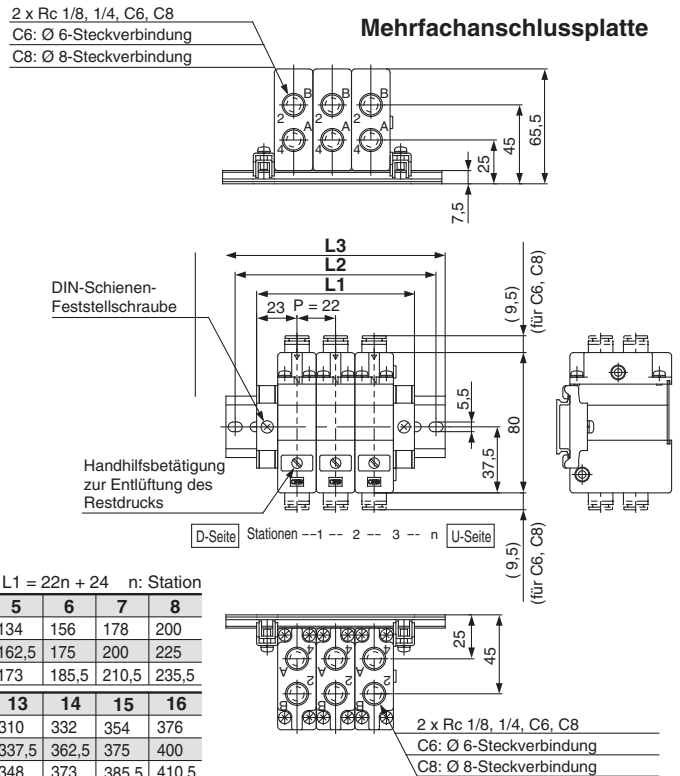 Mehrfachanschlussplatte
2 x Rc 1/8, 1/4, C6, C8
C6: Ø 6-Steckverbindung
C8: Ø 8-Steckverbindung
B B B
2 2 2
A A A
4 4 4
7,5
25
45
65,5
L3
L2
L1
23 P = 22
( 9,5)
(für C6, C8)
DIN-Schienen-
Feststellschraube
5,5
80
37,5
Handhilfsbetätigung
zur Entlüftung des
Restdrucks
D-Seite Stationen --1 -- 2 -- 3 -- n U-Seite
( 9,5)
(für C6, C8)
L1 = 22n + 24 n: Station
5 6 7 8
134 156 178 200
162,5 175 200 225
173 185,5 210,5 235,5
13 14 15 16
310 332 354 376
337,5 362,5 375 400
348 373 385,5 410,5
25
45
4 4 4
A A A
2 2 2
B B B
2 x Rc 1/8, 1/4, C6, C8
C6: Ø 6-Steckverbindung
C8: Ø 8-Steckverbindung